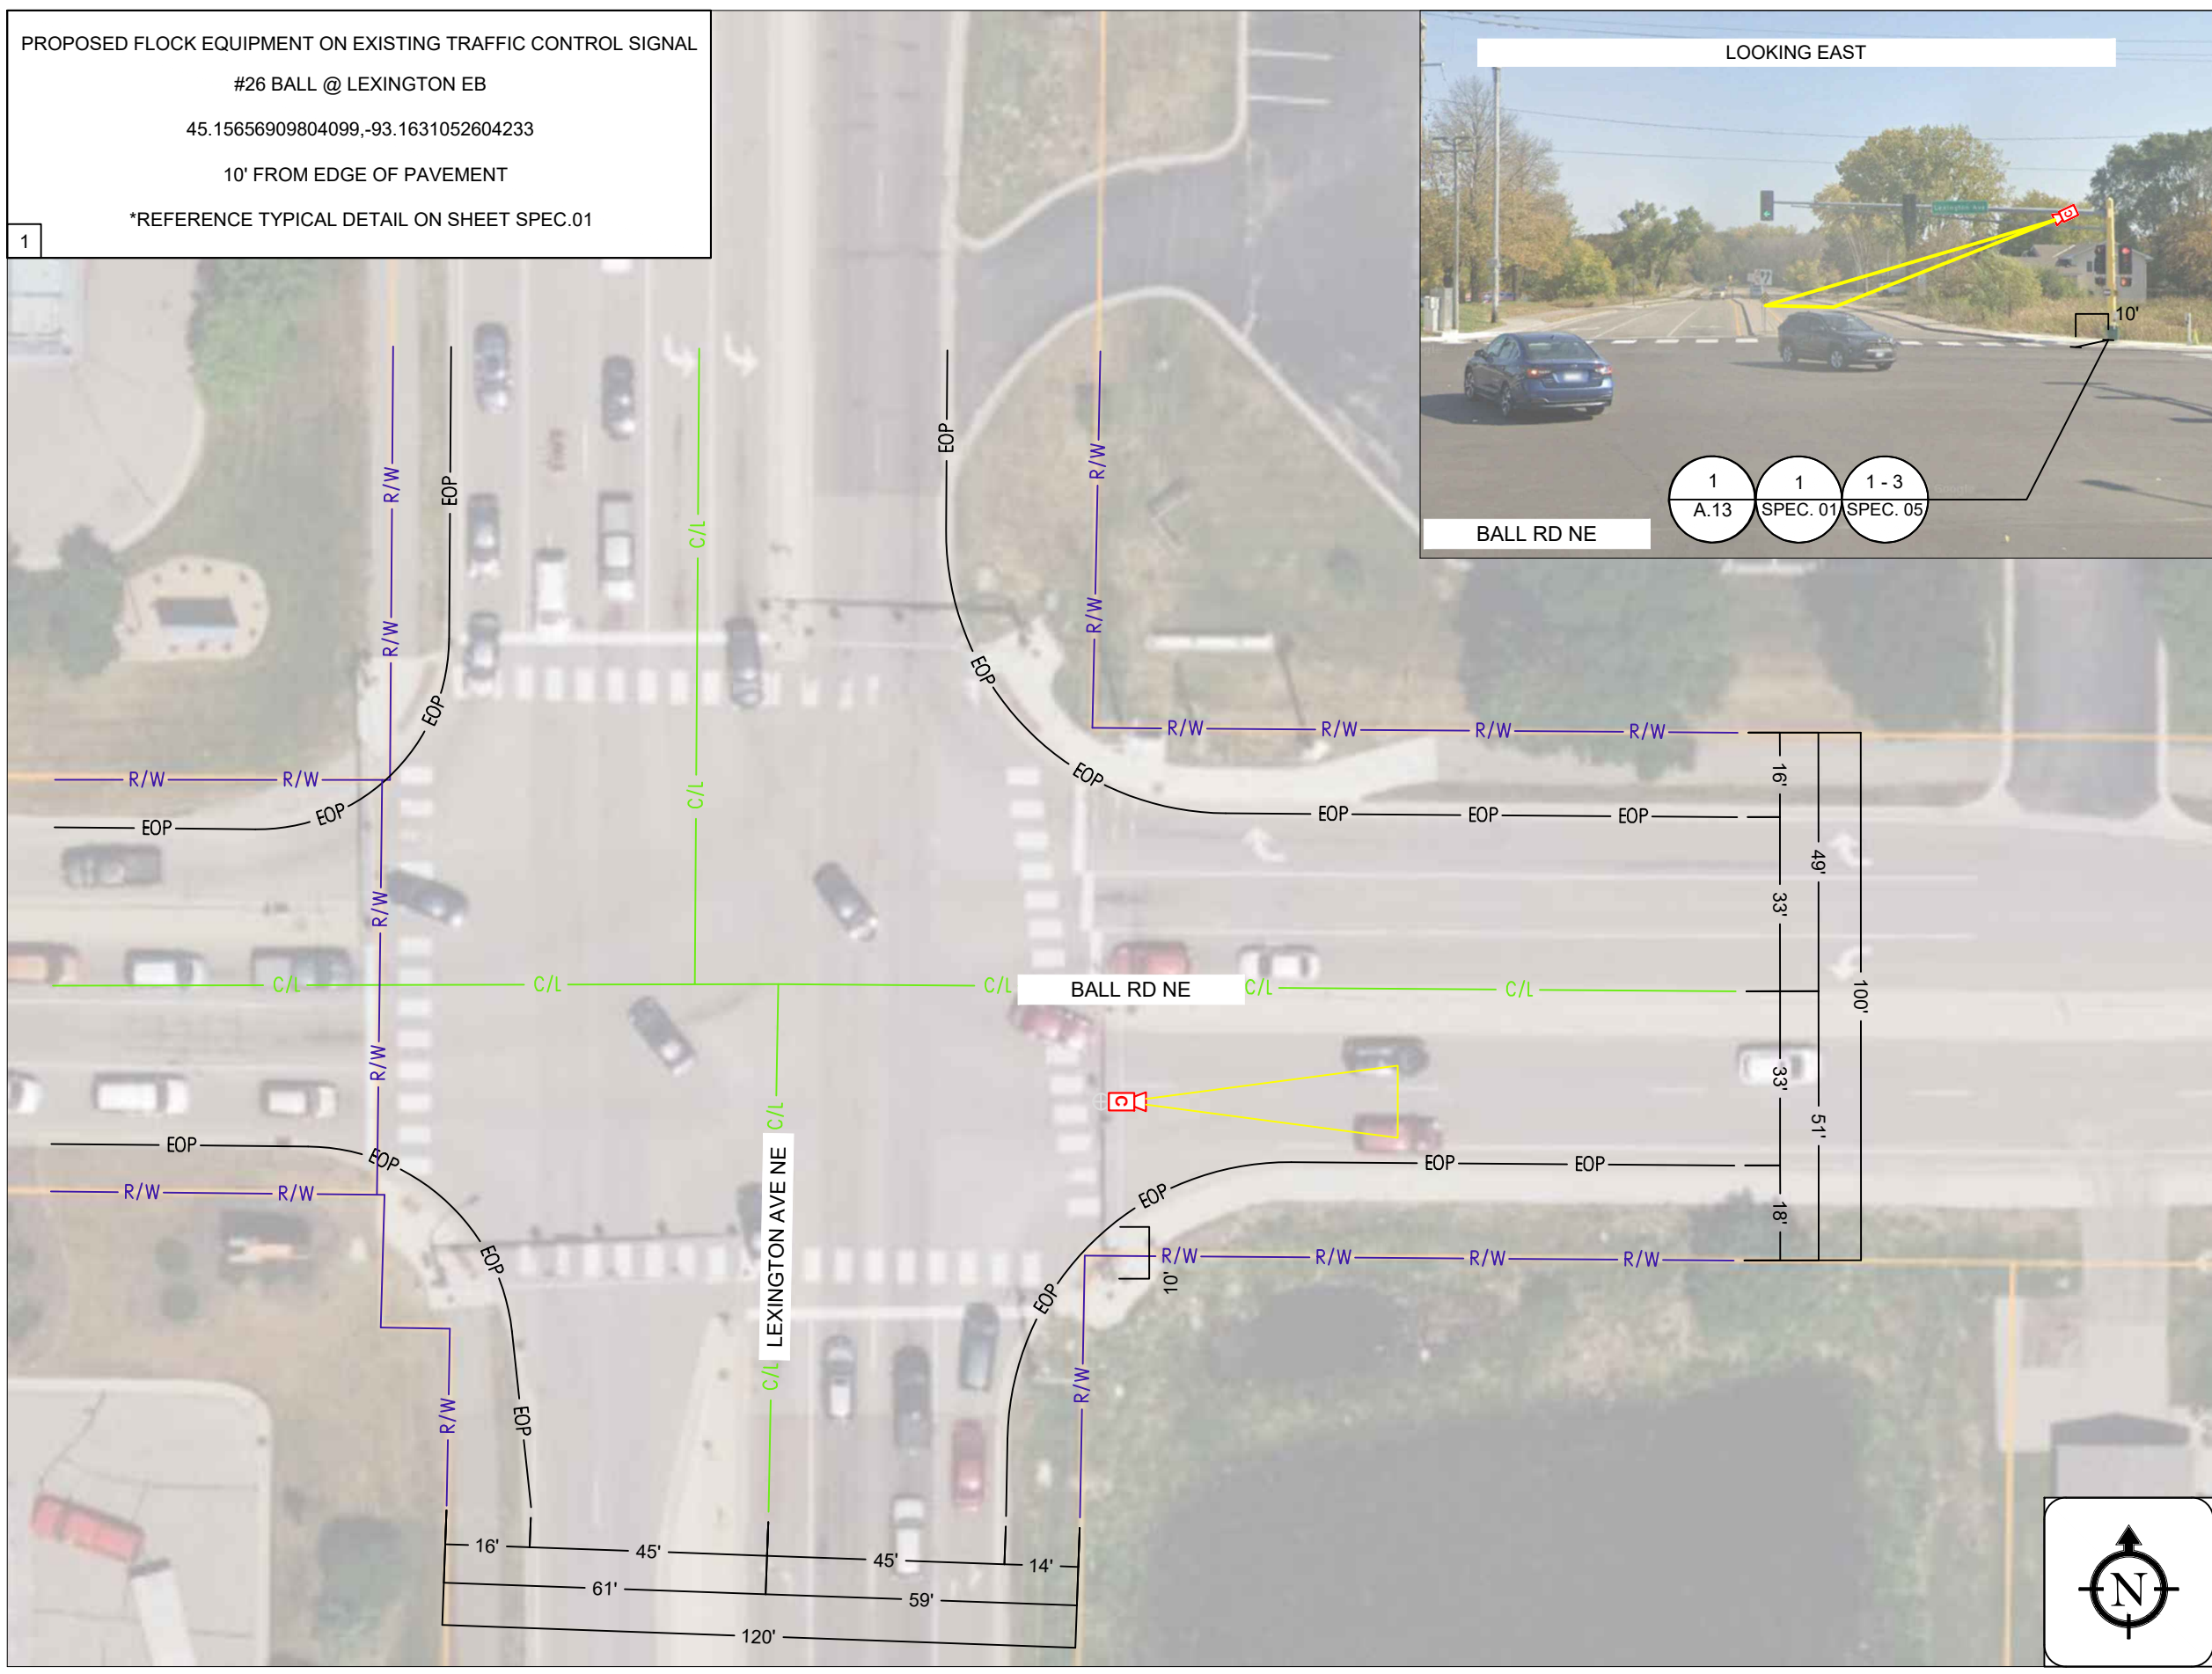 PROPOSED FLOCK EQUIPMENT ON EXISTING TRAFFIC CONTROL SIGNAL
#26 BALL @ LEXINGTON EB
45.15656909804099,-93.1631052604233
10' FROM EDGE OF PAVEMENT
*REFERENCE TYPICAL DETAIL ON SHEET SPEC.01
1
LOOKING EAST
Lexington Ave
C
10'
1
A.13
1
SPEC. 01
1 - 3
SPEC. 05
Google
BALL RD NE
R/W
EOP
C/L
EOP
R/W
R/W
R/W
EOP
EOP
R/W
R/W
EOP
EOP
C/L
EOP
R/W
R/W
R/W
R/W
EOP
EOP
EOP
16'
33'
49'
100'
R/W
C/L
C/L
C/L
BALL RD NE
C/L
C/L
R/W
C/L
C
33'
51'
18'
EOP
EOP
R/W
R/W
EOP
EOP
EOP
EOP
LEXINGTON AVE NE
EOP
EOP
10'
R/W
R/W
R/W
R/W
C/L
R/W
R/W
EOP
16'
45'
45'
14'
61'
59'
120'
N